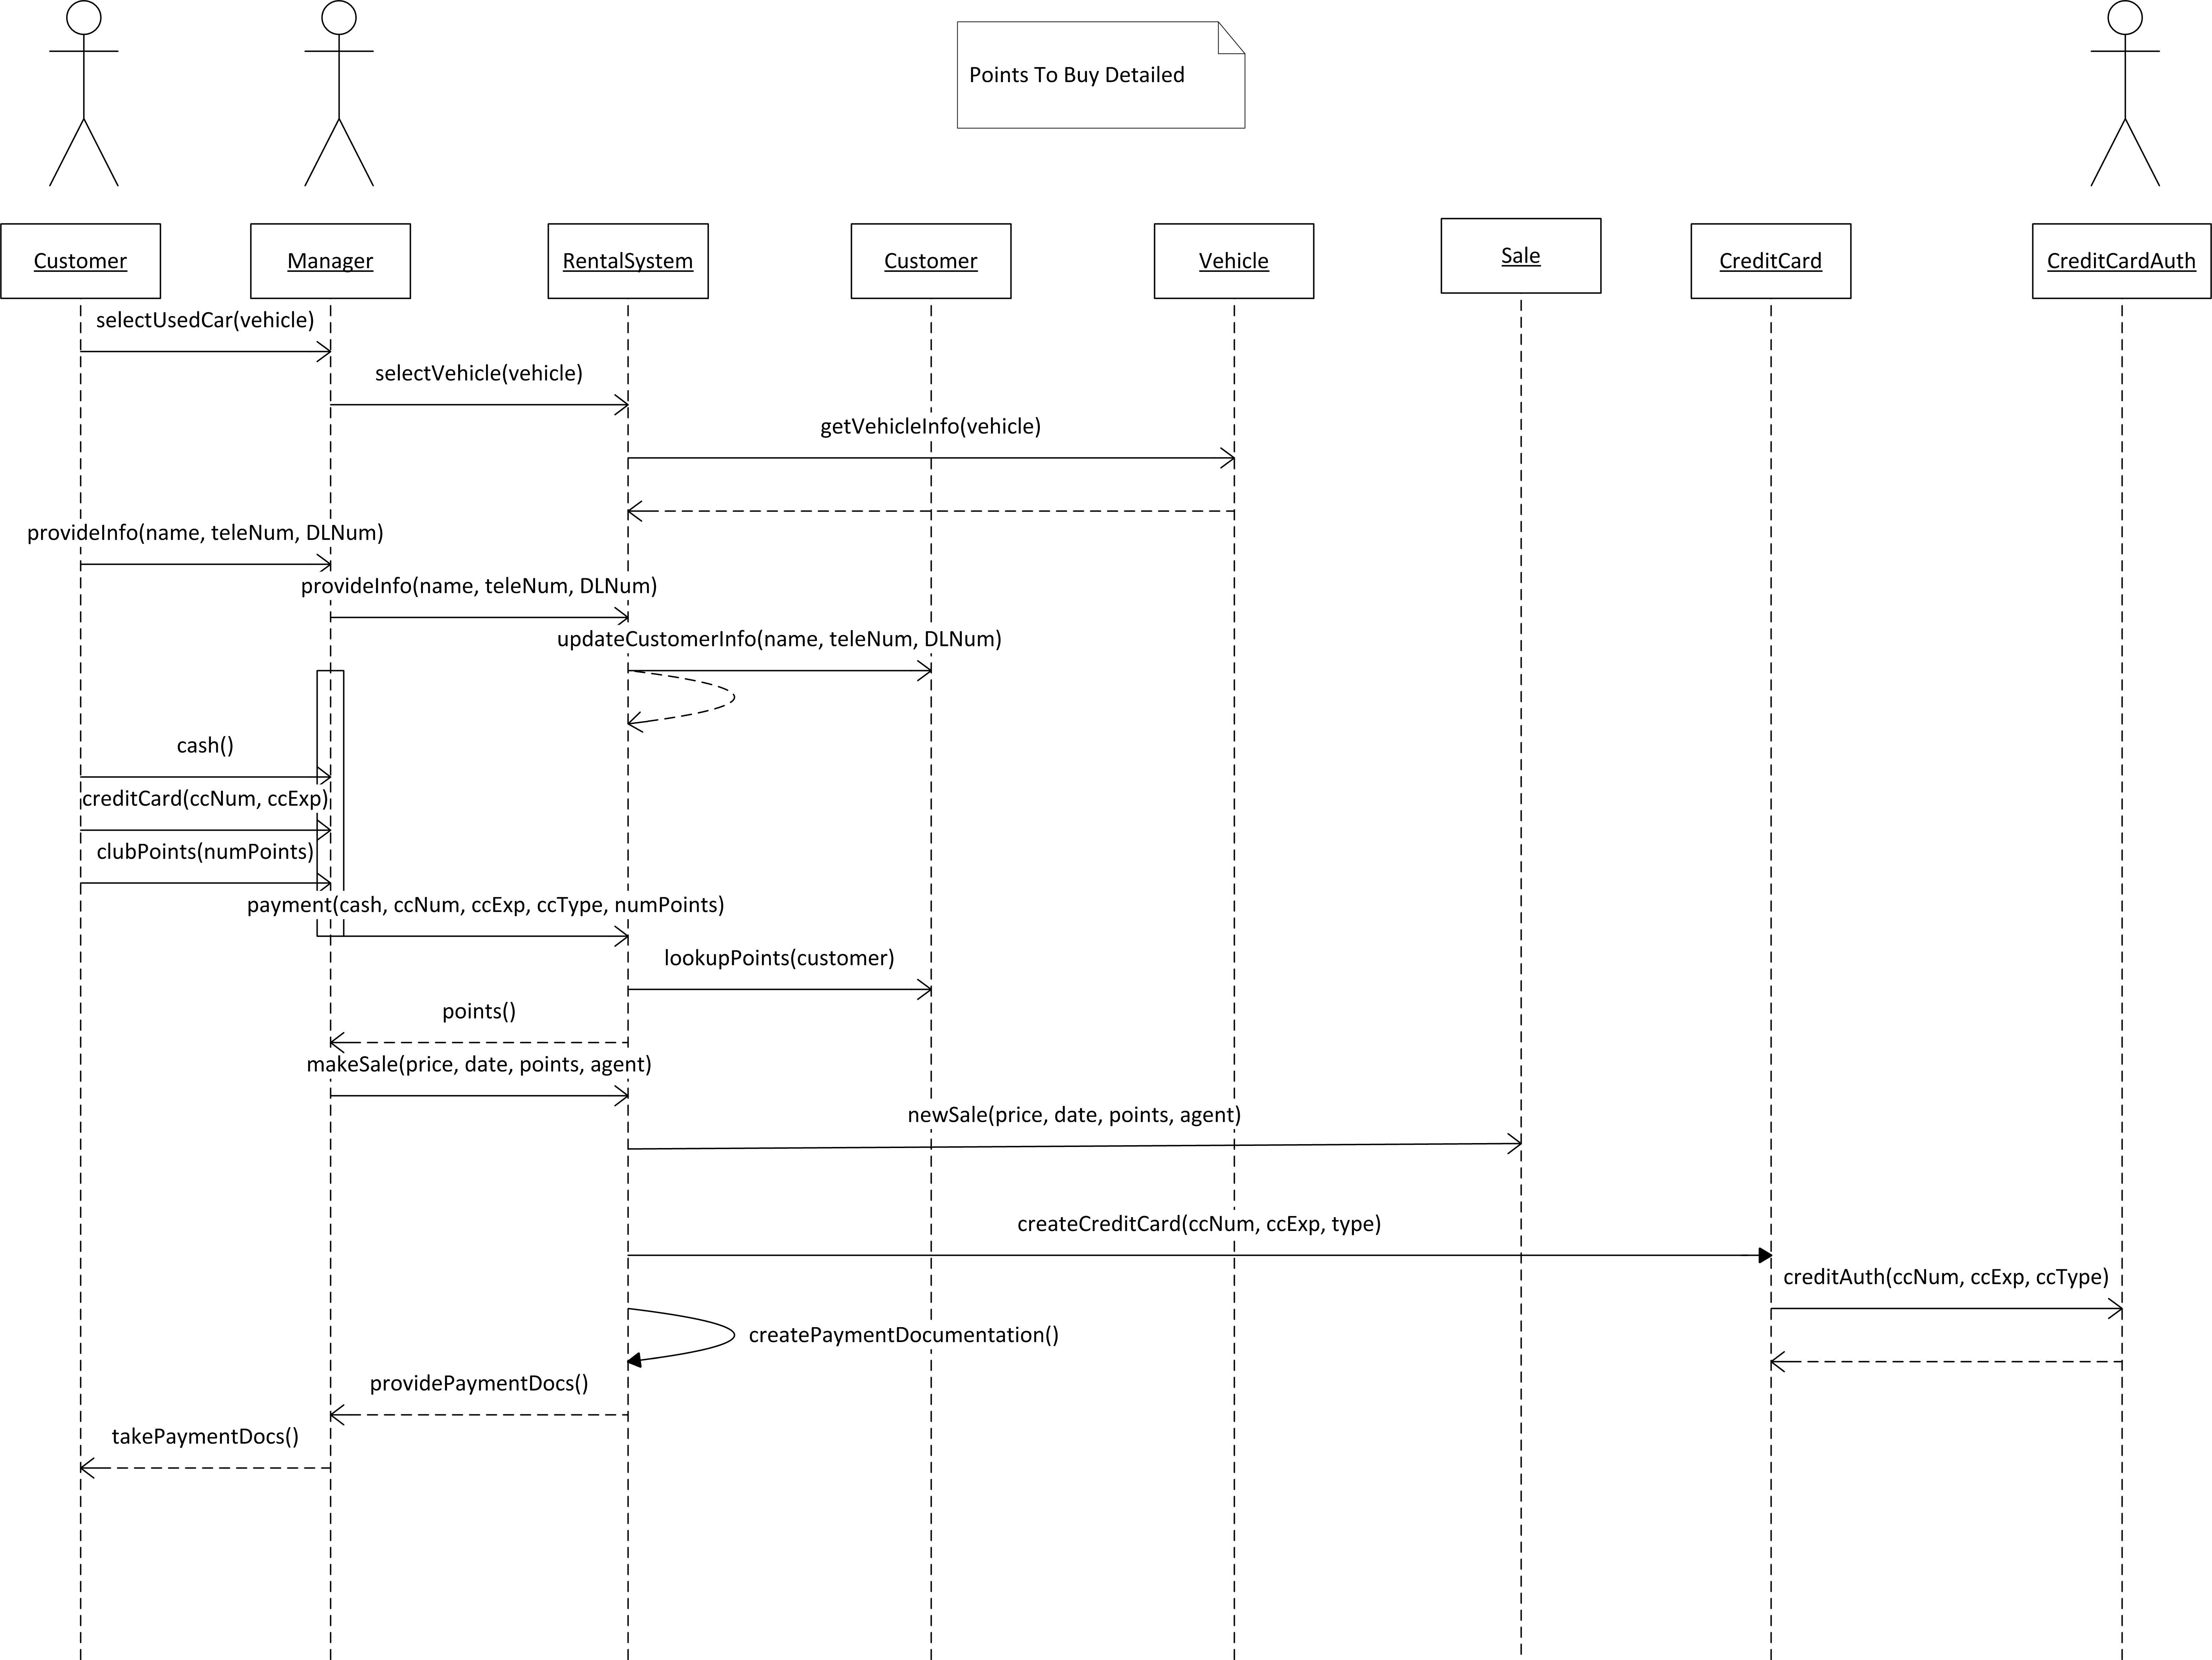 Points To Buy Detailed
Customer
Manager
RentalSystem
Customer
Vehicle
Sale
CreditCard
CreditCardAuth
selectUsedCar(vehicle)
selectVehicle(vehicle)
getVehicleInfo(vehicle)
provideInfo(name, teleNum, DLNum)
provideInfo(name, teleNum, DLNum)
updateCustomerInfo(name, teleNum, DLNum)
cash()
creditCard(ccNum, ccExp)
clubPoints(numPoints)
payment(cash, ccNum, ccExp, ccType, numPoints)
lookupPoints(customer)
points()
makeSale(price, date, points, agent)
newSale(price, date, points, agent)
createCreditCard(ccNum, ccExp, type)
creditAuth(ccNum, ccExp, ccType)
createPaymentDocumentation()
providePaymentDocs()
takePaymentDocs()